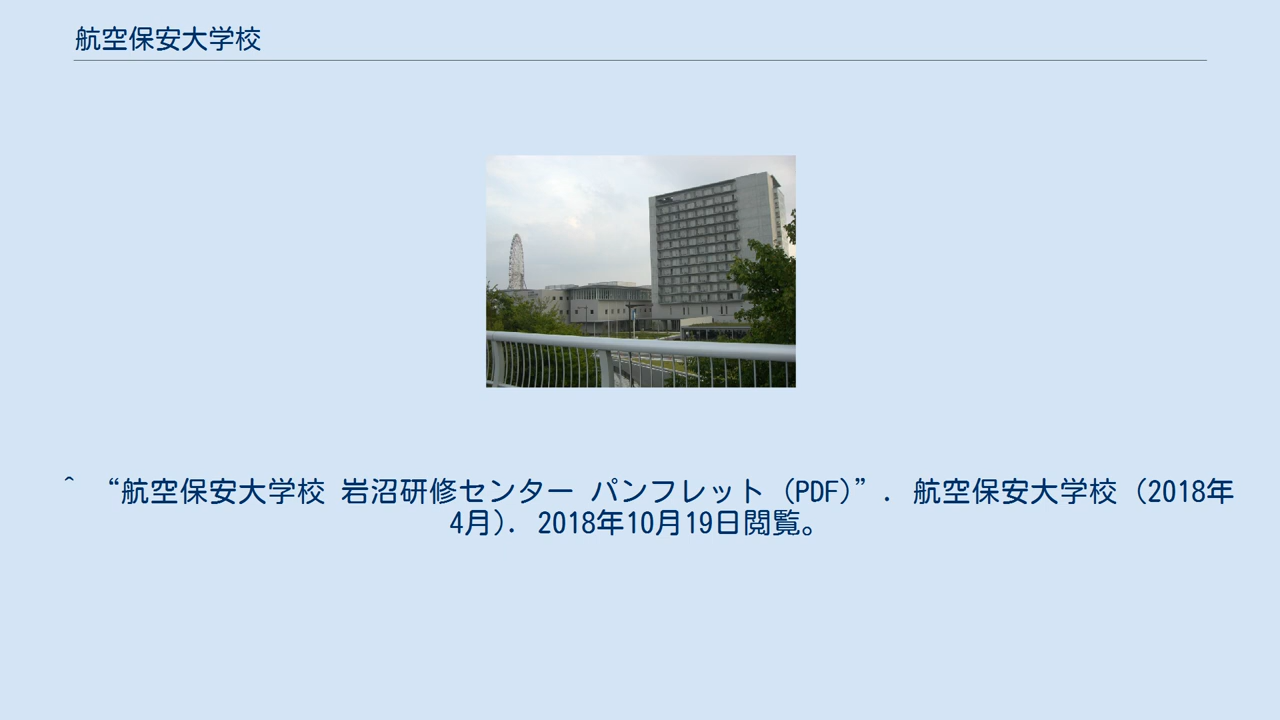 航空保安大学校
^ “航空保安大学校 岩沼研修センター パンフレット (PDF)”. 航空保安大学校 (2018年
4月). 2018年10月19日閲覧。